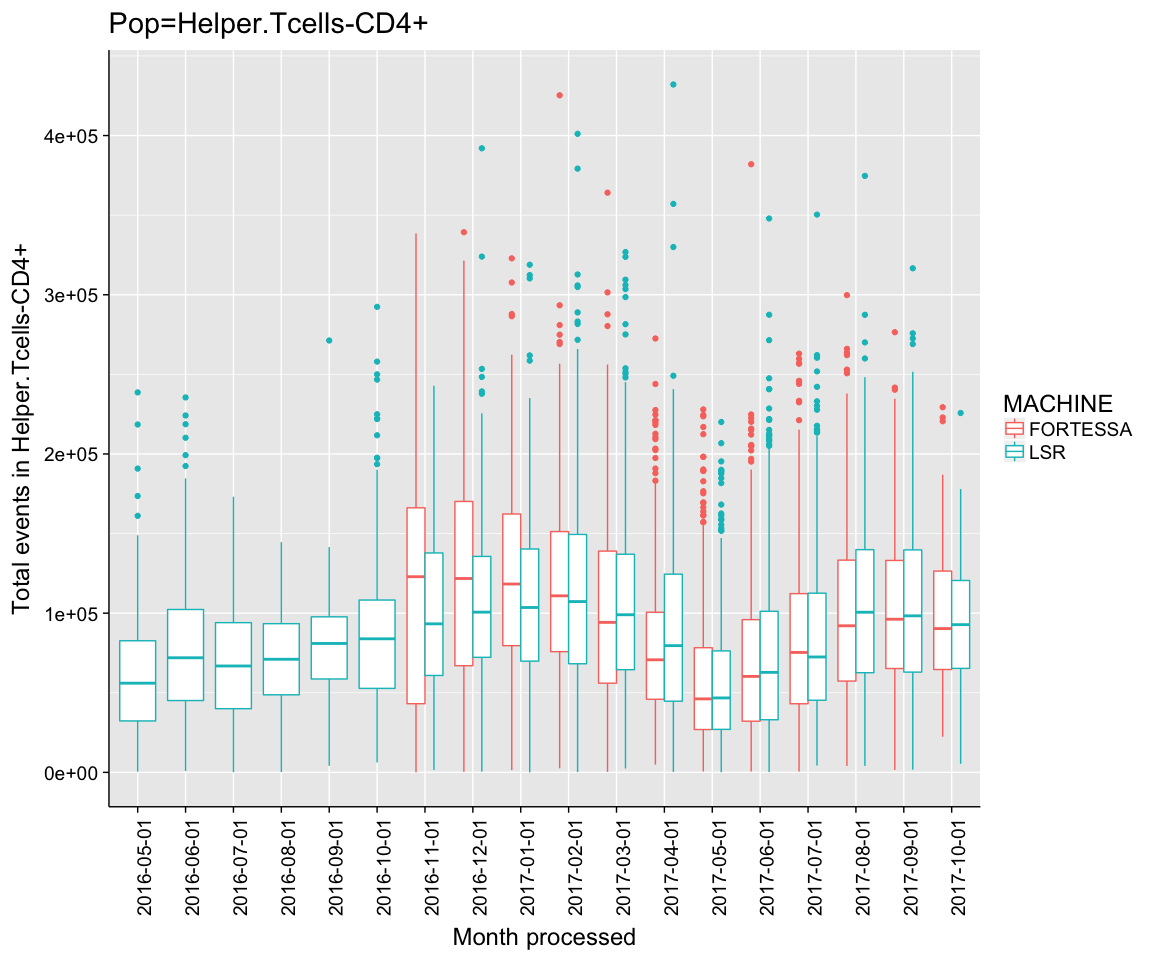 Pop=Helper.Tcells-CD4+
Total events in Helper.Tcells-CD4+
4e+05
3e+05
2e+05
1e+05
0e+00
2016-05-01
2016-06-01
2016-07-01
2016-08-01
2016-09-01
2016-10-01
2016-11-01
2016-12-01
2017-01-01
2017-02-01
2017-03-01
2017-04-01
2017-05-01
2017-06-01
2017-07-01
2017-08-01
2017-09-01
2017-10-01
Month processed
MACHINE
FORTESSA
LSR